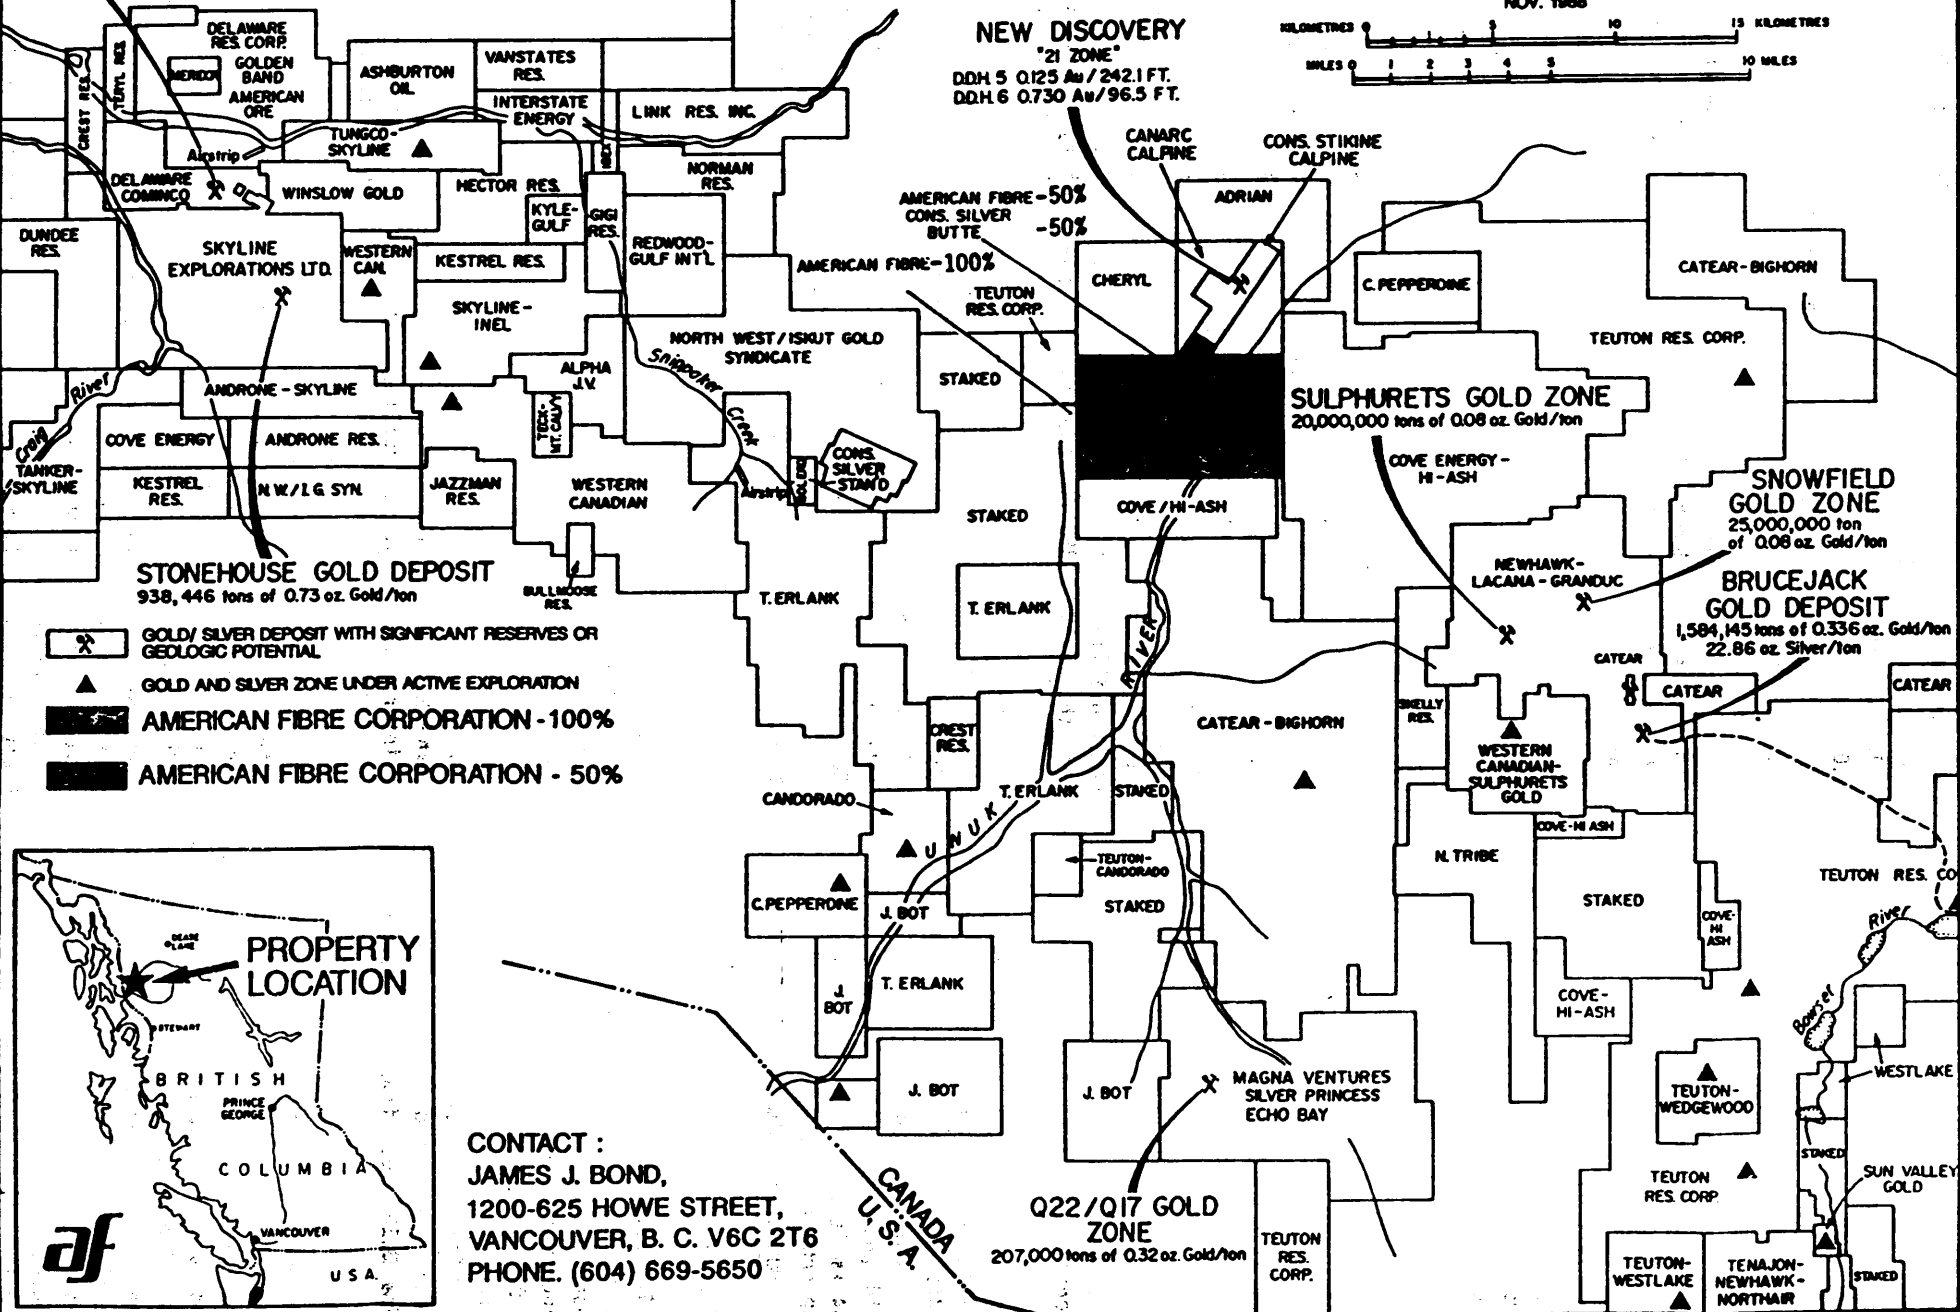 NOV. 1988
KILOMETRES 0 5 10 15 KILOMETRES
MILES 0 1 2 3 4 5 10 MILES
NEW DISCOVERY
"21 ZONE"
D.D.H. 5 0.125 Au/242.1 FT.
D.D.H. 6 0.730 Au/96.5 FT.
CREST RES.
TERYL RES.
DELAWARE
RES. CORP.
MERIDOR
GOLDEN
BAND
AMERICAN
ORE
ASHBURTON
OIL
VANSTATES
RES.
INTERSTATE
ENERGY
LINK RES. INC.
TUNGCO-
SKYLINE
Airstrip
DELAWARE
COMINCO
WINSLOW GOLD
HECTOR RES.
IREX
NORMAN
RES.
KYLE-
GULF
GIGI
RES.
REDWOOD-
GULF INT'L
DUNDEE
RES.
SKYLINE
EXPLORATIONS LTD.
WESTERN
CAN.
KESTREL RES.
SKYLINE-
INEL
NORTH WEST/ISKUT GOLD
SYNDICATE
ALPHA
J.V.
Snippaker
Creek
TECK-
MT. CALVY
AMERICAN FIBRE-50%
CONS. SILVER
BUTTE -50%
AMERICAN FIBRE-100%
TEUTON
RES. CORP.
CANARC
CALPINE
CONS. STIKINE
CALPINE
ADRIAN
CHERYL
C. PEPPERDINE
CATEAR-BIGHORN
TEUTON RES. CORP.
STAKED
Craig
River
ANDRONE-SKYLINE
COVE ENERGY
ANDRONE RES.
TANKER-
SKYLINE
KESTREL
RES.
N.W./I.G. SYN.
JAZZMAN
RES.
WESTERN
CANADIAN
Airstrip
CONS.
SILVER
STAND
STAKED
COVE/HI-ASH
SULPHURETS GOLD ZONE
20,000,000 tons of 0.08 oz. Gold/ton
COVE ENERGY-
HI-ASH
SNOWFIELD
GOLD ZONE
25,000,000 ton
of 0.08 oz. Gold/ton
NEWHAWK-
LACANA-GRANDUC
BRUCEJACK
GOLD DEPOSIT
1,584,145 tons of 0.336 oz. Gold/ton
22.86 oz. Silver/ton
STONEHOUSE GOLD DEPOSIT
938,446 tons of 0.73 oz. Gold/ton
BULLMOOSE
RES.
T. ERLANK
T. ERLANK
GOLD/ SILVER DEPOSIT WITH SIGNIFICANT RESERVES OR
GEOLOGIC POTENTIAL
GOLD AND SILVER ZONE UNDER ACTIVE EXPLORATION
AMERICAN FIBRE CORPORATION-100%
AMERICAN FIBRE CORPORATION - 50%
RIVER
CATEAR
CATEAR
CATEAR
CREST
RES.
CATEAR-BIGHORN
SKELLY
RES.
WESTERN
CANADIAN-
SULPHURETS
GOLD
CANDORADO
T. ERLANK
STAKED
UNUK
COVE-HI ASH
N. TRIBE
TEUTON-
CANDORADO
STAKED
C. PEPPERDINE
J. BOT
STAKED
TEUTON RES. CO
COVE-
HI
ASH
River
Bowser
J.
BOT
T. ERLANK
COVE-
HI-ASH
J. BOT
J. BOT
MAGNA VENTURES
SILVER PRINCESS
ECHO BAY
WESTLAKE
TEUTON-
WEDGEWOOD
STAKED
TEUTON
RES. CORP.
SUN VALLEY
GOLD
Q22/Q17 GOLD
ZONE
207,000 tons of 0.32 oz. Gold/ton
TEUTON
RES.
CORP.
TEUTON-
WESTLAKE
TENAJON-
NEWHAWK-
NORTHAIR
STAKED
CANADA
U.S.A.
DEASE
LAKE
PROPERTY
LOCATION
STEWART
BRITISH
PRINCE
GEORGE
COLUMBIA
VANCOUVER
U.S.A.
af
CONTACT :
JAMES J. BOND,
1200-625 HOWE STREET,
VANCOUVER, B. C. V6C 2T6
PHONE. (604) 669-5650